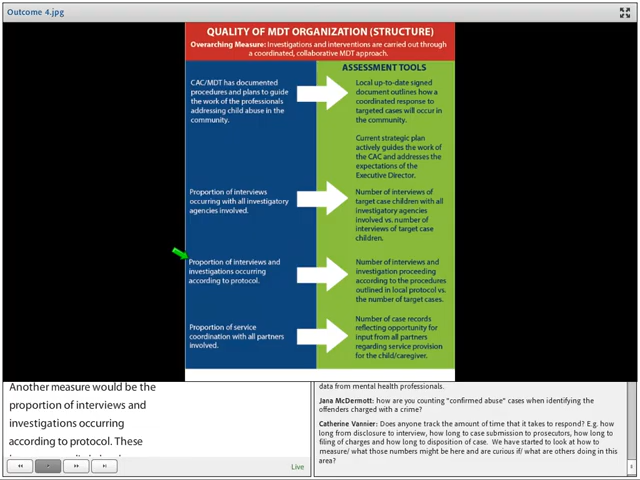 Outcome 4.jpg
QUALITY OF MDT ORGANIZATION (STRUCTURE)
Overarching Measure: Investigations and interventions are carried out through
a coordinated, collaborative MDT approach.
ASSESSMENT TOOLS
CAC/MDT has documented
procedures and plans to guide
the work of the professionals
addressing child abuse in the
community.
Local up-to-date signed
document outlines how a
coordinated response to
targeted cases will occur in
the community.
Current strategic plan
actively guides the work of
the CAC and addresses the
expectations of the
Executive Director.
Proportion of interviews
occurring with all investigatory
agencies involved.
Number of interviews of
target case children with all
investigatory agencies
involved vs. number of
interviews of target case
children.
Proportion of interviews and
investigations occurring
according to protocol.
Number of interviews and
investigation proceeding
according to the procedures
outlined in local protocol vs.
the number of target cases.
Proportion of service
coordination with all partners
involved.
Number of case records
reflecting opportunity for
input from all partners
regarding service provision
for the child/caregiver.
Another measure would be the
proportion of interviews and
investigations occurring
according to protocol. These
Live
data from mental health professionals.
Jana McDermott: how are you counting "confirmed abuse" cases when identifying the
offenders charged with a crime?
Catherine Vannier: Does anyone track the amount of time that it takes to respond? E.g. how
long from disclosure to interview, how long to case submission to prosecutors, how long to
filing of charges and how long to disposition of case. We have started to look at how to
measure/ what those numbers might be here and are curious if/ what are others doing in this
area?